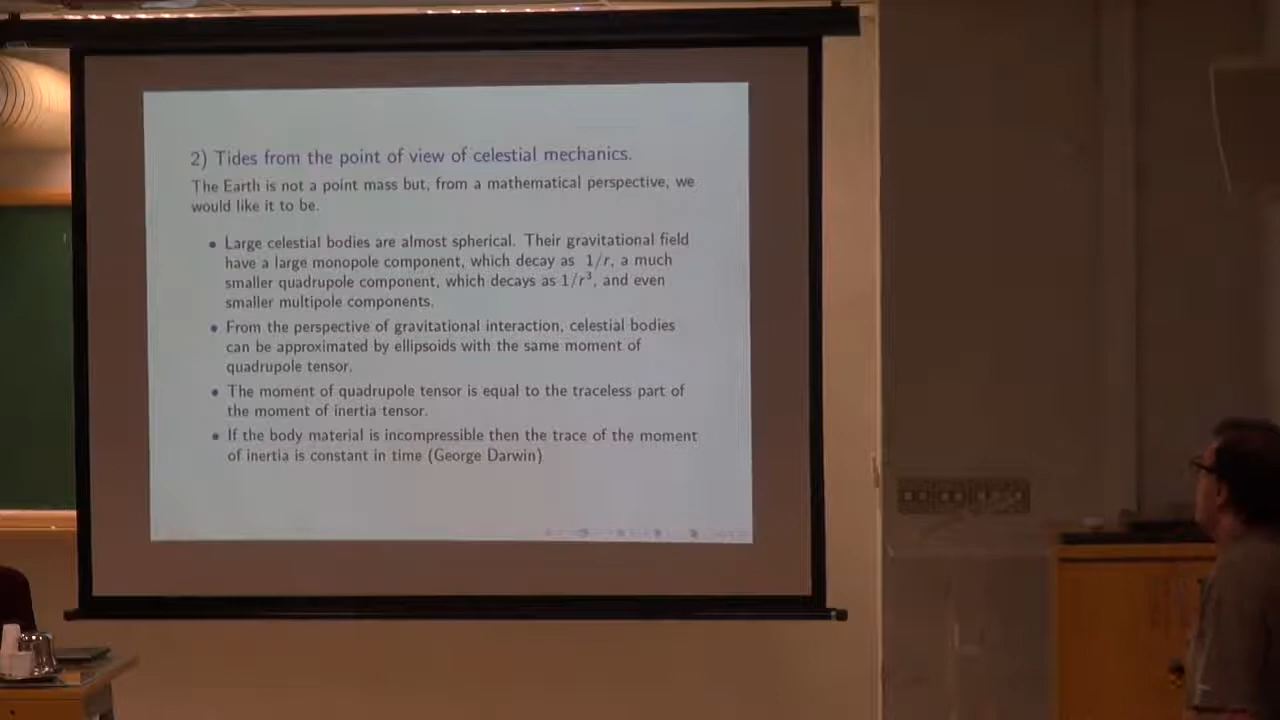 2) Tides from the point of view of celestial mechanics.
The Earth is not a point mass but, from a mathematical perspective, we
would like it to be.
• Large celestial bodies are almost spherical. Their gravitational field
have a large monopole component, which decay as 1/r, a much
smaller quadrupole component, which decays as 1/r³, and even
smaller multipole components.
• From the perspective of gravitational interaction, celestial bodies
can be approximated by ellipsoids with the same moment of
quadrupole tensor.
• The moment of quadrupole tensor is equal to the traceless part of
the moment of inertia tensor.
• If the body material is incompressible then the trace of the moment
of inertia is constant in time (George Darwin)